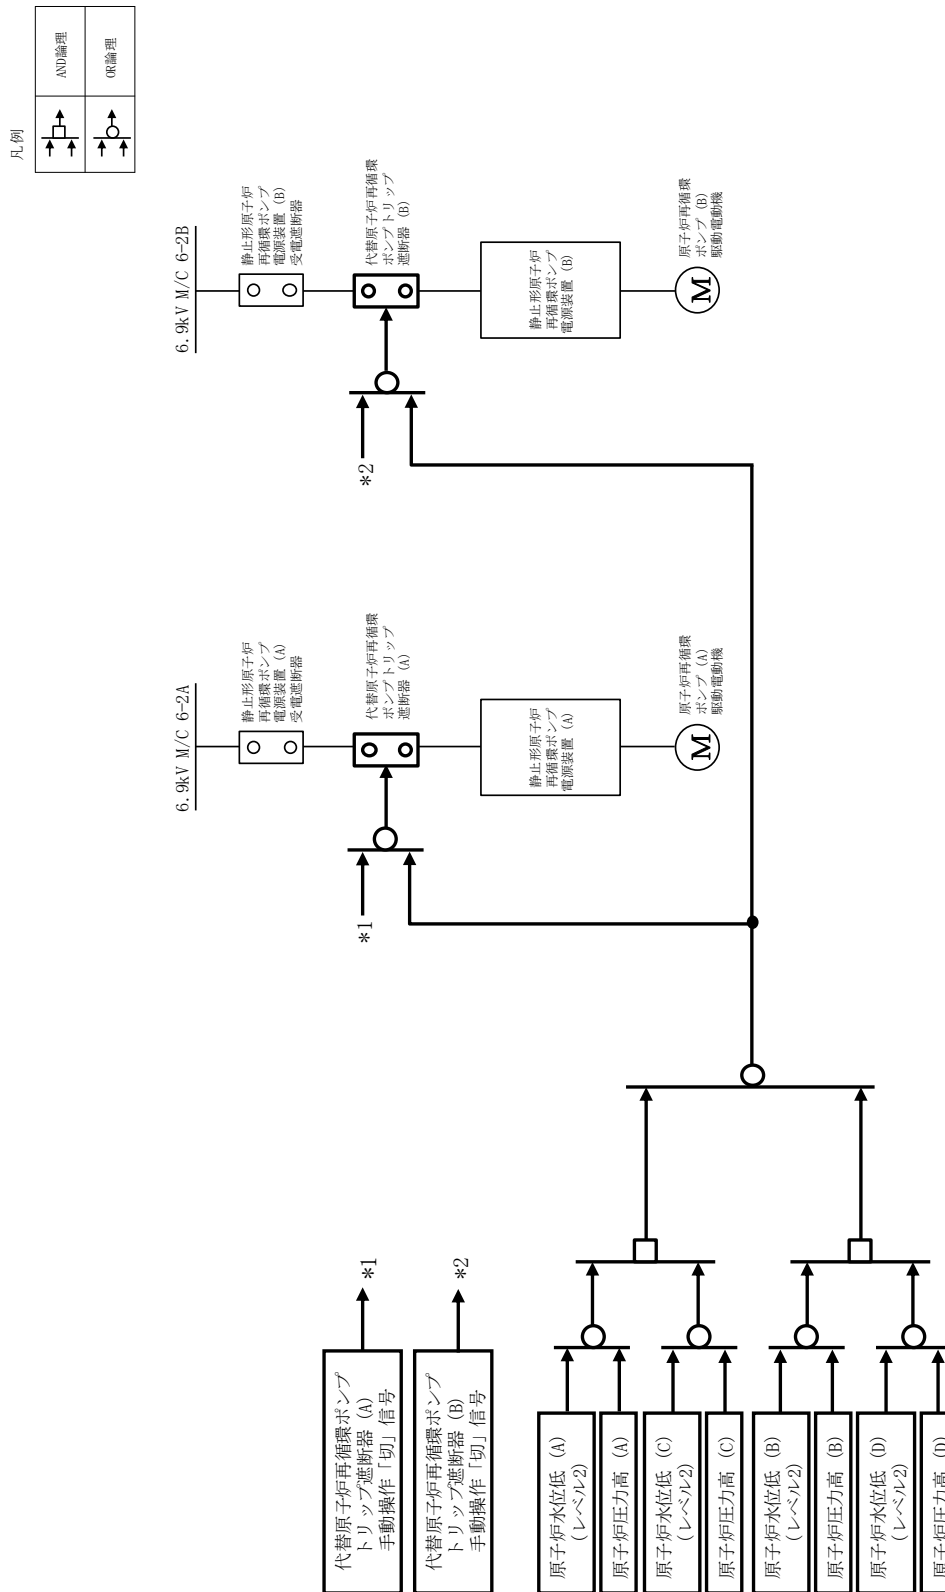 凡例
AND論理
OR論理
6.9kV M/C 6-2A
静止形原子炉
再循環ポンプ
電源装置 (A)
受電遮断器
代替原子炉再循環
ポンプトリップ
遮断器 (A)
静止形原子炉
再循環ポンプ
電源装置 (A)
M
原子炉再循環
ポンプ (A)
駆動電動機
*1
6.9kV M/C 6-2B
静止形原子炉
再循環ポンプ
電源装置 (B)
受電遮断器
代替原子炉再循環
ポンプトリップ
遮断器 (B)
静止形原子炉
再循環ポンプ
電源装置 (B)
M
原子炉再循環
ポンプ (B)
駆動電動機
*2
代替原子炉再循環ポンプ
トリップ遮断器 (A)
手動操作「切」信号
*1
代替原子炉再循環ポンプ
トリップ遮断器 (B)
手動操作「切」信号
*2
原子炉水位低 (A)
(レベル2)
原子炉圧力高 (A)
原子炉水位低 (C)
(レベル2)
原子炉圧力高 (C)
原子炉水位低 (B)
(レベル2)
原子炉圧力高 (B)
原子炉水位低 (D)
(レベル2)
原子炉圧力高 (D)